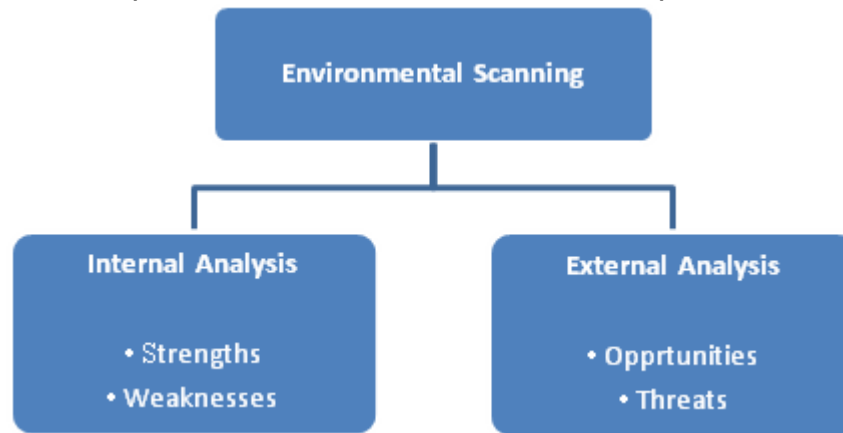 Environmental Scanning
Internal Analysis
• Strengths
• Weaknesses
External Analysis
• Opprtunities
• Threats